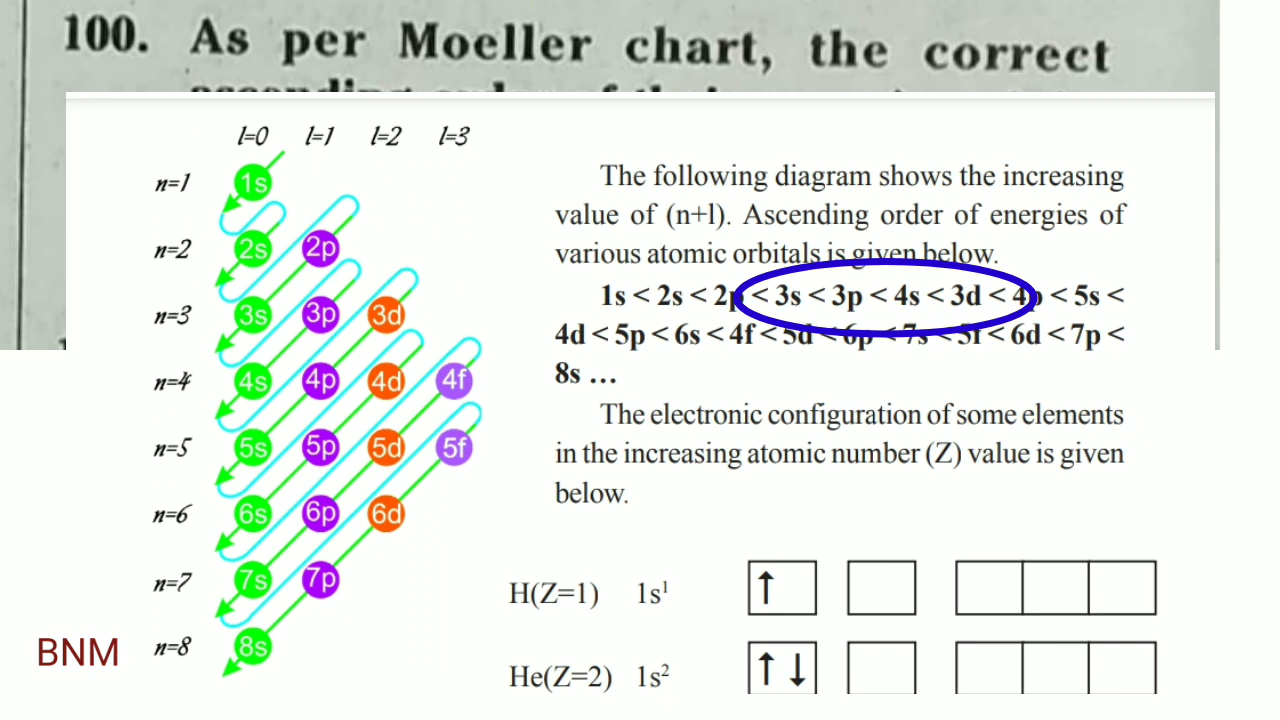 100. As per Moeller chart, the correct
l=0 l=1 l=2 l=3
n=1 1s
n=2 2s 2p
n=3 3s 3p 3d
n=4 4s 4p 4d 4f
n=5 5s 5p 5d 5f
n=6 6s 6p 6d
n=7 7s 7p
n=8 8s
BNM
The following diagram shows the increasing
value of (n+l). Ascending order of energies of
various atomic orbitals is given below.
1s < 2s < 2p < 3s < 3p < 4s < 3d < 4p < 5s <
4d < 5p < 6s < 4f < 5d < 6p < 7s < 5f < 6d < 7p <
8s ...
The electronic configuration of some elements
in the increasing atomic number (Z) value is given
below.
H(Z=1) 1s¹ ↑
He(Z=2) 1s² ↑↓